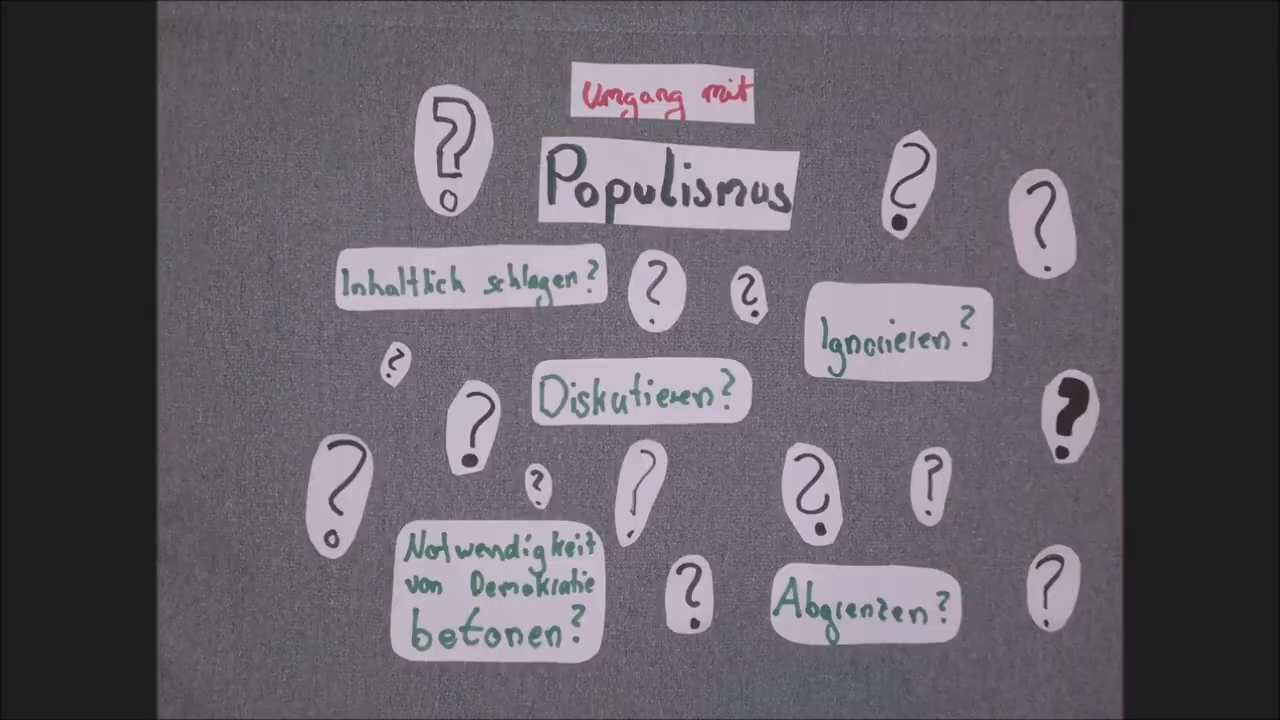 Umgang mit
Populismus
?
?
?
Inhaltlich schlagen?
?
?
Ignorieren?
?
Diskutieren?
?
?
?
?
?
?
?
?
Notwendigkeit
von Demokratie
betonen?
?
Abgrenzen?
?